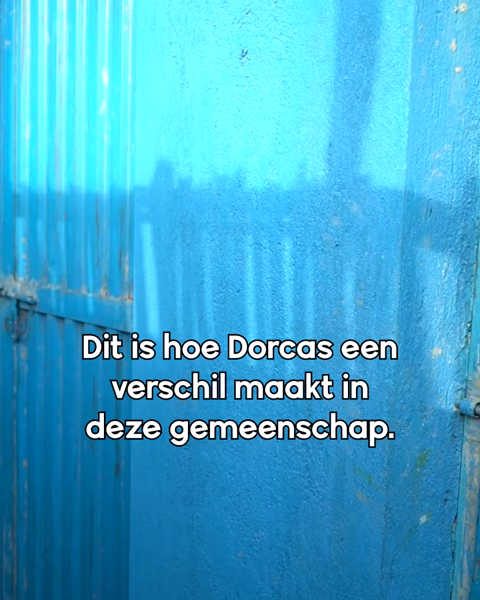 Dit is hoe Dorcas een
verschil maakt in
deze gemeenschap.